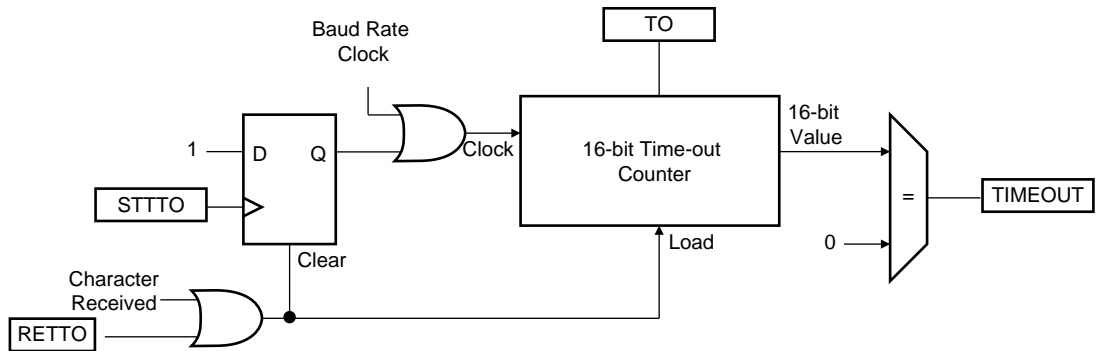 TO
Baud Rate
Clock
16-bit
Value
1
D
Q
Clock
16-bit Time-out
Counter
STTTO
=
TIMEOUT
Clear
Load
0
Character
Received
RETTO